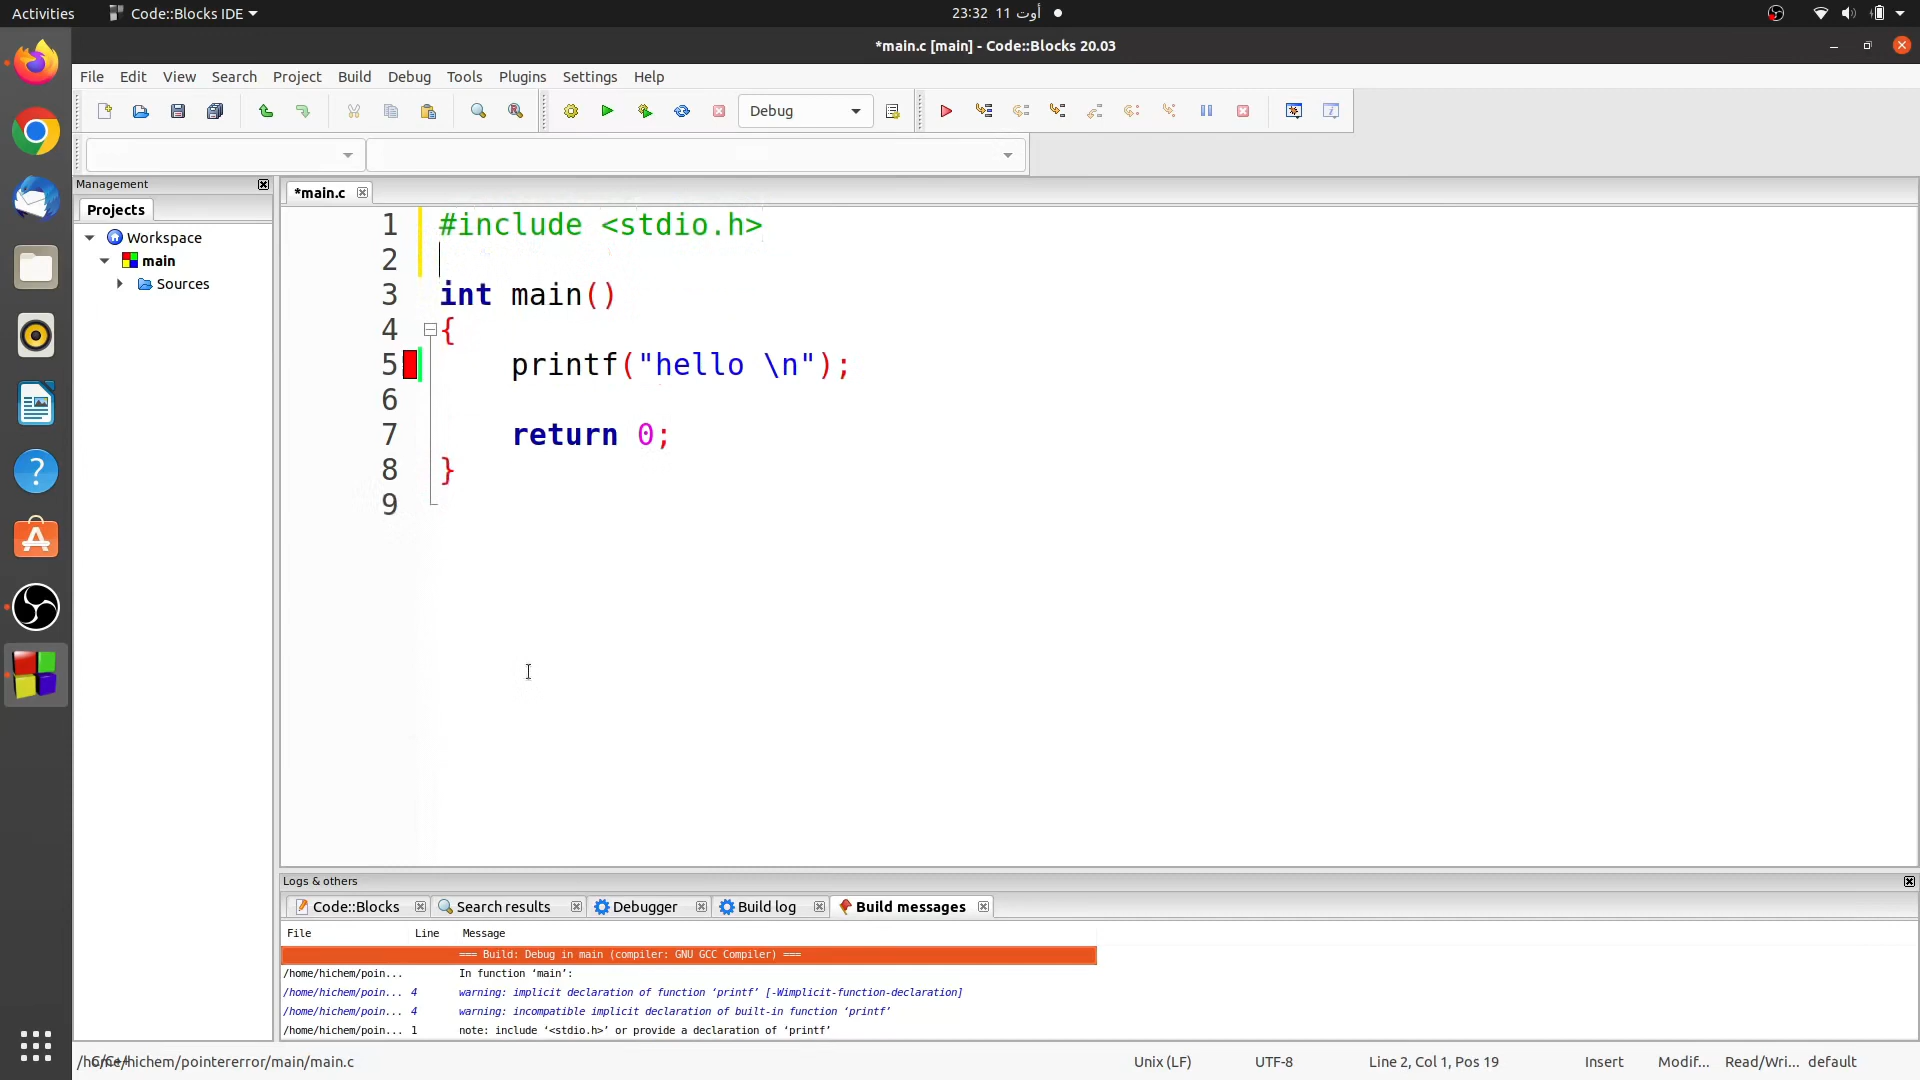 Activities Code::Blocks IDE 23:32 11 أوت
*main.c [main] - Code::Blocks 20.03
File Edit View Search Project Build Debug Tools Plugins Settings Help
Debug
Management
Projects
Workspace
main
Sources
*main.c
1 #include <stdio.h>
2
3 int main()
4 {
5 printf("hello \n");
6
7 return 0;
8 }
9
Logs & others
Code::Blocks Search results Debugger Build log Build messages
File Line Message
=== Build: Debug in main (compiler: GNU GCC Compiler) ===
/home/hichem/poin... In function ‘main’:
/home/hichem/poin... 4 warning: implicit declaration of function ‘printf’ [-Wimplicit-function-declaration]
/home/hichem/poin... 4 warning: incompatible implicit declaration of built-in function ‘printf’
/home/hichem/poin... 1 note: include ‘<stdio.h>’ or provide a declaration of ‘printf’
/hichem/pointererror/main/main.c Unix (LF) UTF-8 Line 2, Col 1, Pos 19 Insert Modif... Read/Wri... default